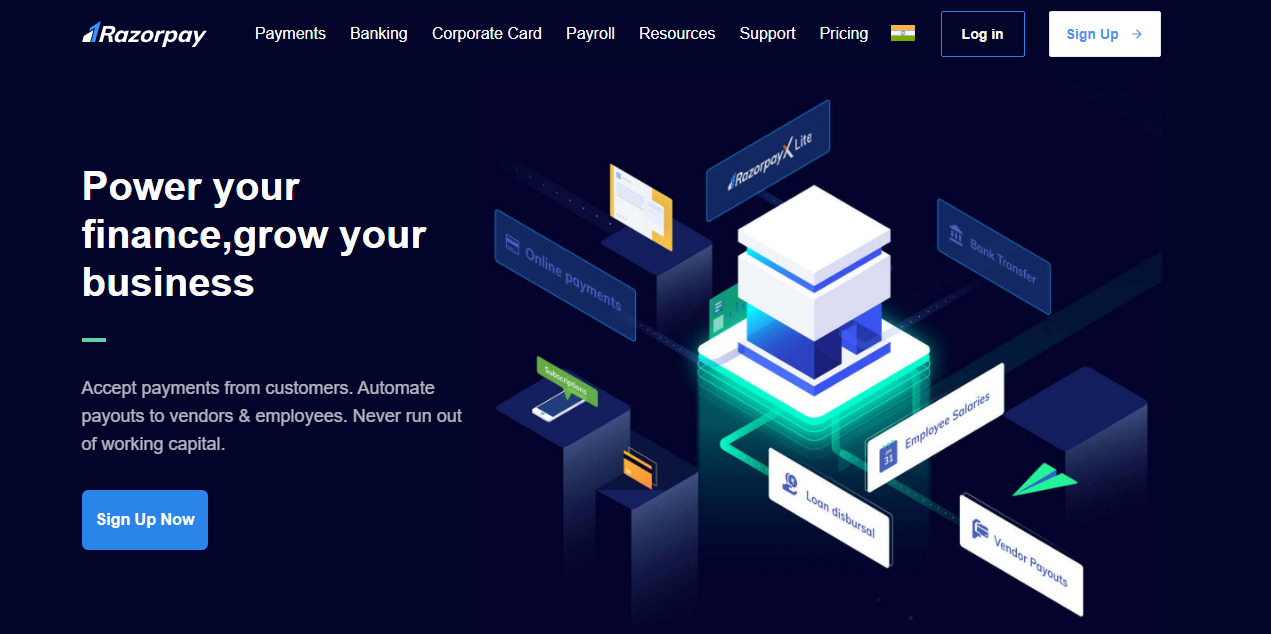 Razorpay
Payments Banking Corporate Card Payroll Resources Support Pricing Log in Sign Up →
Power your
finance,grow your
business
Accept payments from customers. Automate
payouts to vendors & employees. Never run out
of working capital.
Sign Up Now
RazorpayX Lite
Online payments
Bank Transfer
Subscriptions
Employee Salaries
31
Loan disbursal
Vendor Payouts